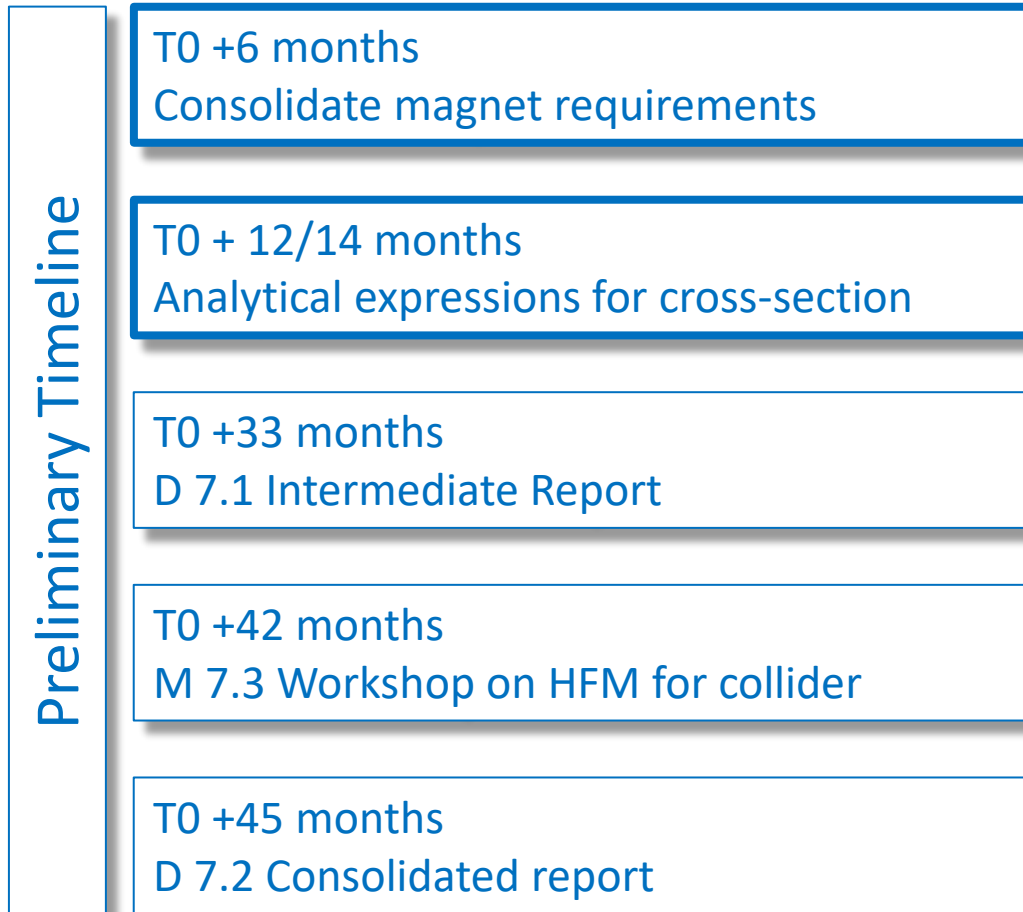 Preliminary Timeline
T0 +6 months
Consolidate magnet requirements
T0 + 12/14 months
Analytical expressions for cross-section
T0 +33 months
D 7.1 Intermediate Report
T0 +42 months
M 7.3 Workshop on HFM for collider
T0 +45 months
D 7.2 Consolidated report